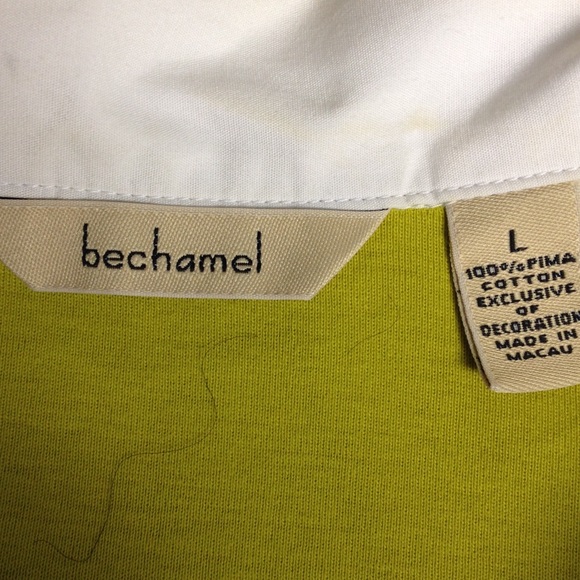 bechamel
L
100% PIMA
COTTON
EXCLUSIVE
OF
DECORATION
MADE IN
MACAU